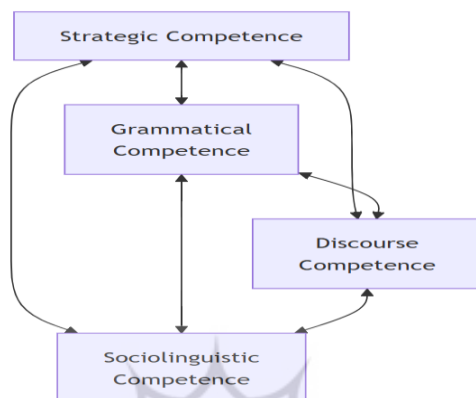 Strategic Competence
Grammatical
Competence
Discourse
Competence
Sociolinguistic
Competence